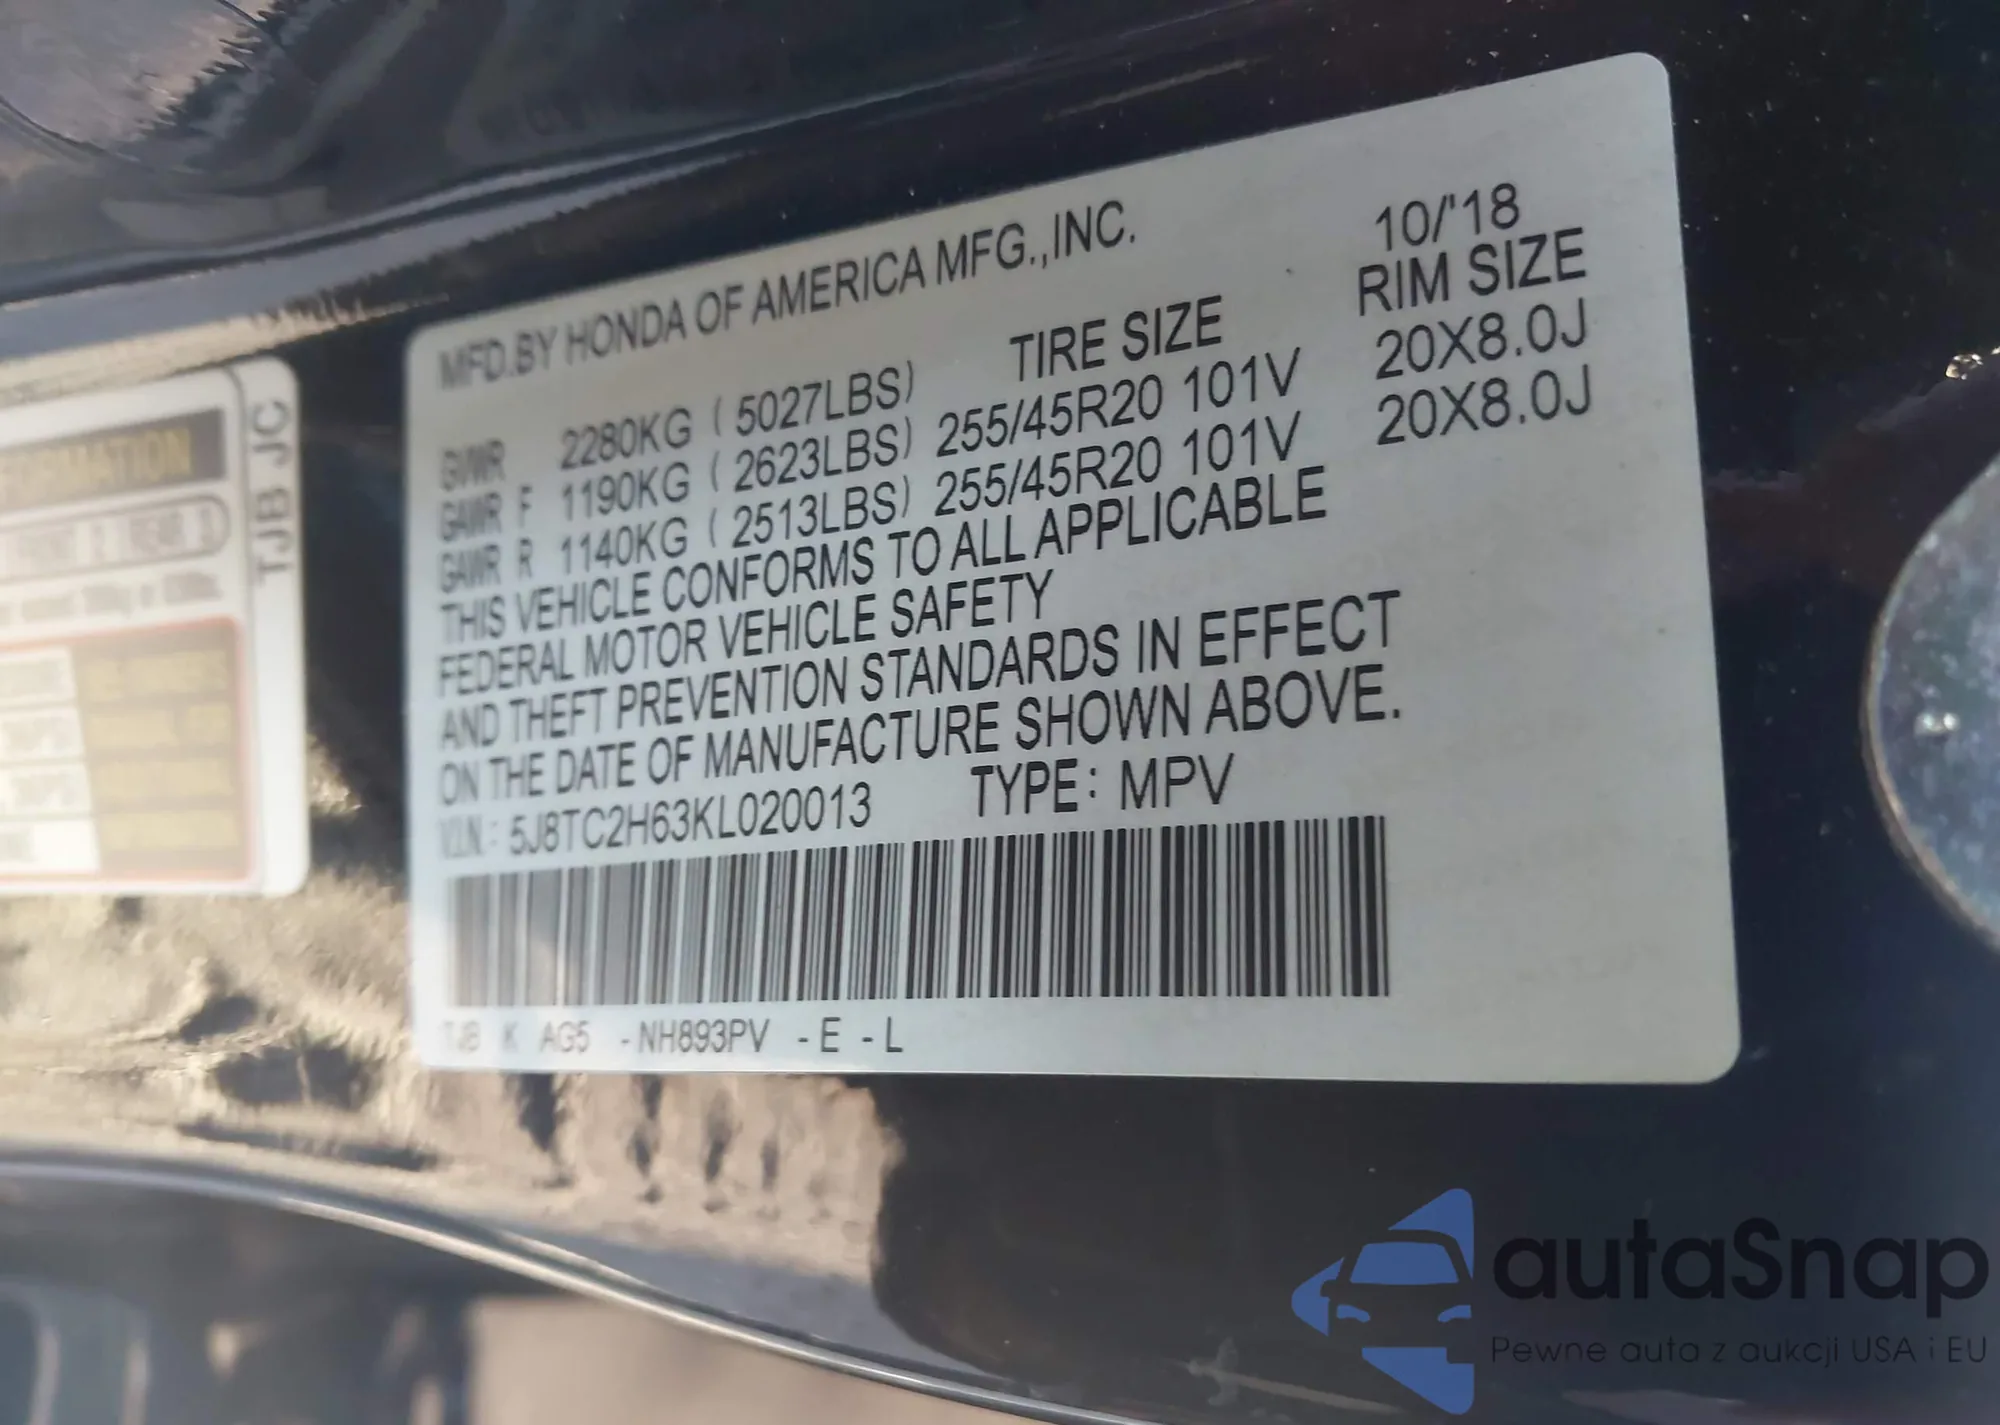 MFD.BY HONDA OF AMERICA MFG.,INC. 10/'18
TIRE SIZE RIM SIZE
GVWR 2280KG ( 5027LBS)
GAWR F 1190KG ( 2623LBS) 255/45R20 101V 20X8.0J
GAWR R 1140KG ( 2513LBS) 255/45R20 101V 20X8.0J
THIS VEHICLE CONFORMS TO ALL APPLICABLE
FEDERAL MOTOR VEHICLE SAFETY
AND THEFT PREVENTION STANDARDS IN EFFECT
ON THE DATE OF MANUFACTURE SHOWN ABOVE.
V.I.N.: 5J8TC2H63KL020013 TYPE: MPV
TJB K AG5 -NH893PV -E -L
TJB JC
autaSnap
Pewne auta z aukcji USA i EU